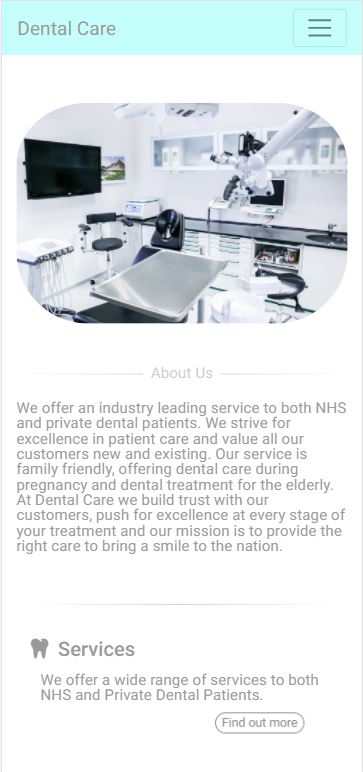 Dental Care
About Us
We offer an industry leading service to both NHS
and private dental patients. We strive for
excellence in patient care and value all our
customers new and existing. Our service is
family friendly, offering dental care during
pregnancy and dental treatment for the elderly.
At Dental Care we build trust with our
customers, push for excellence at every stage of
your treatment and our mission is to provide the
right care to bring a smile to the nation.
Services
We offer a wide range of services to both
NHS and Private Dental Patients.
Find out more